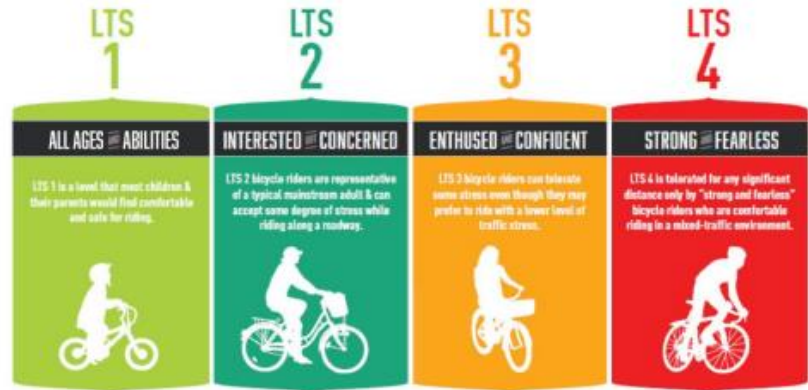 LTS
1
ALL AGES AND ABILITIES
LTS 1 is a level that most children &
their parents would find comfortable
and safe for riding.
LTS
2
INTERESTED BUT CONCERNED
LTS 2 bicycle riders are representative
of a typical mainstream adult & can
accept some degree of stress while
riding along a roadway.
LTS
3
ENTHUSED AND CONFIDENT
LTS 3 bicycle riders can tolerate
some stress even though they may
prefer to ride with a lower level of
traffic stress.
LTS
4
STRONG AND FEARLESS
LTS 4 is tolerated for any significant
distance only by "strong and fearless"
bicycle riders who are comfortable
riding in a mixed-traffic environment.